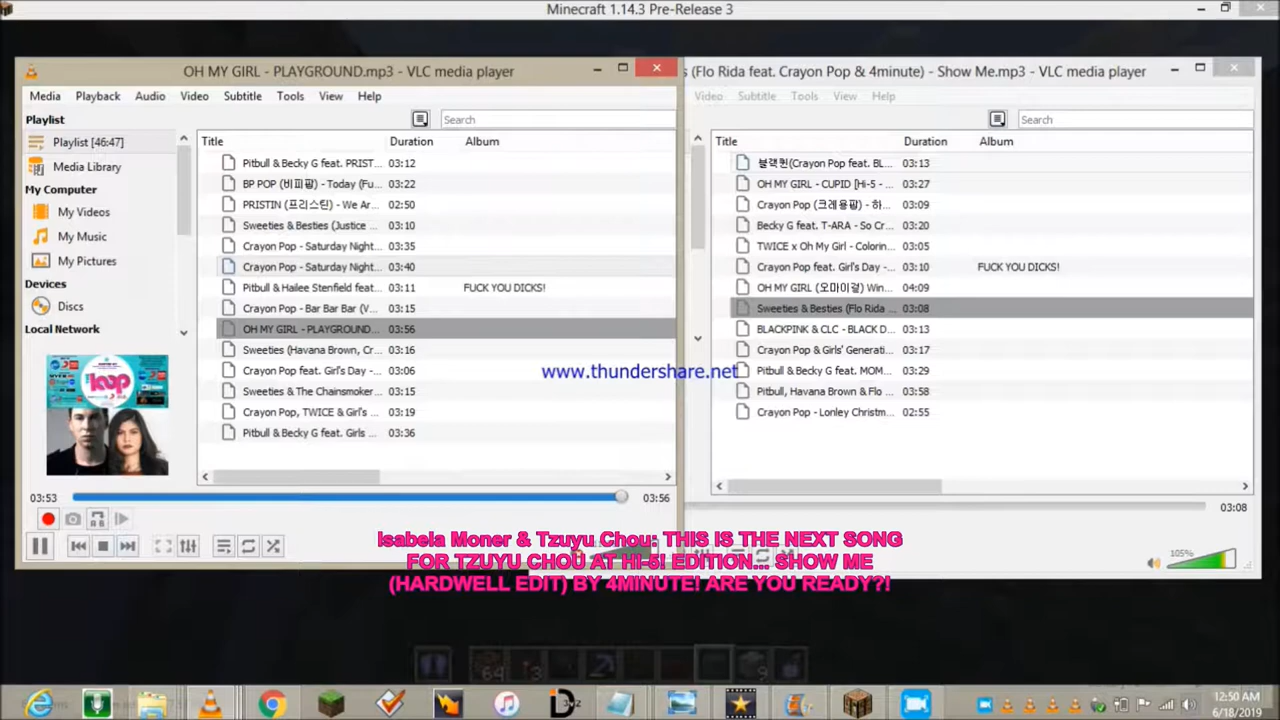 Minecraft 1.14.3 Pre-Release 3
OH MY GIRL - PLAYGROUND.mp3 - VLC media player
Media Playback Audio Video Subtitle Tools View Help
Playlist
Search
Playlist [46:47]
Media Library
My Computer
My Videos
My Music
My Pictures
Devices
Discs
Local Network
Title Duration Album
Pitbull & Becky G feat. PRIST... 03:12
BP POP (비피팝) - Today (Fu... 03:22
PRISTIN (프리스틴) - We Ar... 02:50
Sweeties & Besties (Justice ... 03:10
Crayon Pop - Saturday Night... 03:35
Crayon Pop - Saturday Night... 03:40
Pitbull & Hailee Stenfield feat... 03:11 FUCK YOU DICKS!
Crayon Pop - Bar Bar Bar (V... 03:15
OH MY GIRL - PLAYGROUND... 03:56
Sweeties (Havana Brown, Cr... 03:16
Crayon Pop feat. Girl's Day -... 03:06
Sweeties & The Chainsmoker... 03:15
Crayon Pop, TWICE & Girl's ... 03:19
Pitbull & Becky G feat. Girls ... 03:36
the loop
03:53 03:56
s (Flo Rida feat. Crayon Pop & 4minute) - Show Me.mp3 - VLC media player
Video Subtitle Tools View Help
Search
Title Duration Album
블랙퀸(Crayon Pop feat. BL... 03:13
OH MY GIRL - CUPID [Hi-5 - ... 03:27
Crayon Pop (크레용팝) - 하... 03:09
Becky G feat. T-ARA - So Cr... 03:20
TWICE x Oh My Girl - Colorin... 03:05
Crayon Pop feat. Girl's Day -... 03:10 FUCK YOU DICKS!
OH MY GIRL (오마이걸) Win... 04:09
Sweeties & Besties (Flo Rida ... 03:08
BLACKPINK & CLC - BLACK D... 03:13
Crayon Pop & Girls' Generati... 03:17
Pitbull & Becky G feat. MOM... 03:29
Pitbull, Havana Brown & Flo ... 03:58
Crayon Pop - Lonley Christm... 02:55
03:08
105%
www.thundershare.net
Isabela Moner & Tzuyu Chou: THIS IS THE NEXT SONG
FOR TZUYU CHOU AT HI-5! EDITION... SHOW ME
(HARDWELL EDIT) BY 4MINUTE! ARE YOU READY?!
64 3 9
12:50 AM
6/18/2019